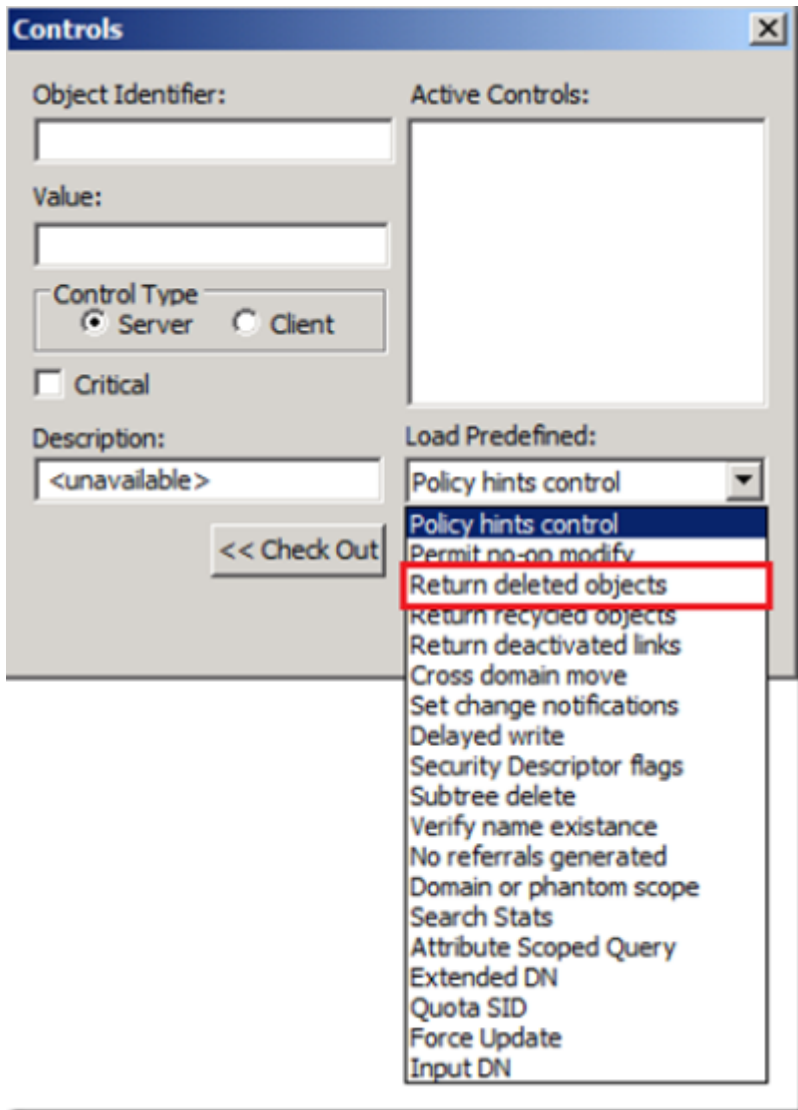 Controls
Object Identifier:
Active Controls:
Value:
Control Type
Server
Client
Critical
Description:
<unavailable>
<< Check Out
Load Predefined:
Policy hints control
Policy hints control
Permit no-op modify
Return deleted objects
Return recycled objects
Return deactivated links
Cross domain move
Set change notifications
Delayed write
Security Descriptor flags
Subtree delete
Verify name existance
No referrals generated
Domain or phantom scope
Search Stats
Attribute Scoped Query
Extended DN
Quota SID
Force Update
Input DN